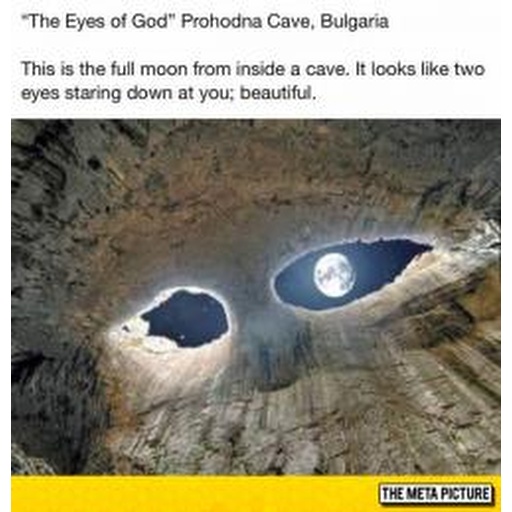 “The Eyes of God” Prohodna Cave, Bulgaria
This is the full moon from inside a cave. It looks like two
eyes staring down at you; beautiful.
THE META PICTURE